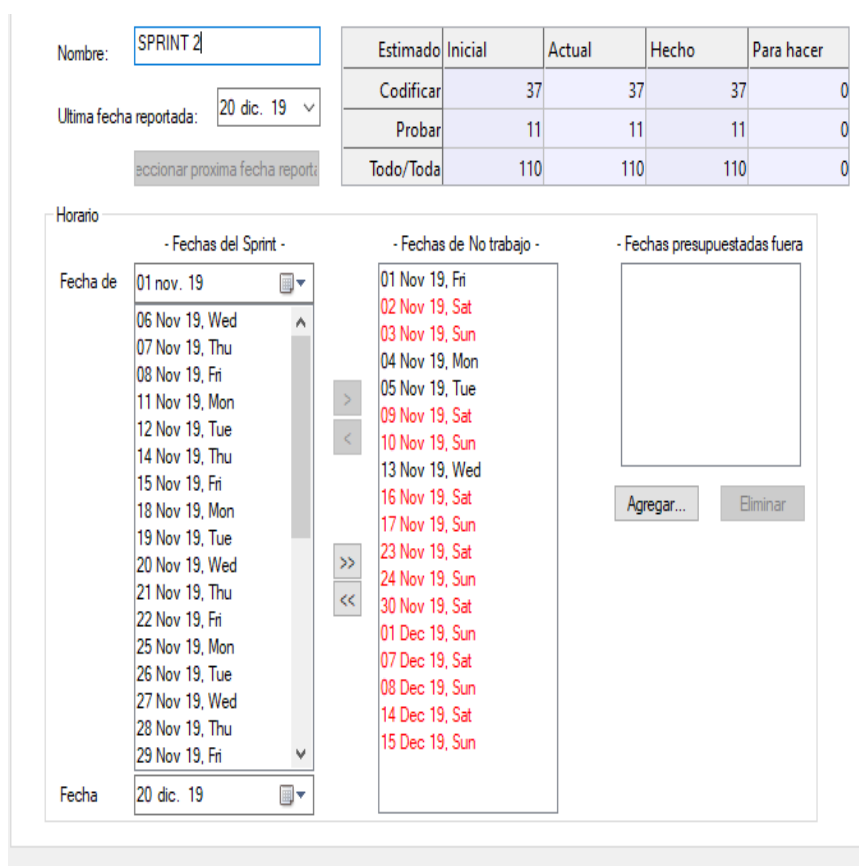 Nombre: SPRINT 2
Ultima fecha reportada: 20 dic. 19
eccionar proxima fecha reporta
Estimado Inicial Actual Hecho Para hacer
Codificar 37 37 37 0
Probar 11 11 11 0
Todo/Toda 110 110 110 0
Horario
- Fechas del Sprint -
Fecha de 01 nov. 19
06 Nov 19, Wed
07 Nov 19, Thu
08 Nov 19, Fri
11 Nov 19, Mon
12 Nov 19, Tue
14 Nov 19, Thu
15 Nov 19, Fri
18 Nov 19, Mon
19 Nov 19, Tue
20 Nov 19, Wed
21 Nov 19, Thu
22 Nov 19, Fri
25 Nov 19, Mon
26 Nov 19, Tue
27 Nov 19, Wed
28 Nov 19, Thu
29 Nov 19, Fri
Fecha 20 dic. 19
>
<
>>
<<
- Fechas de No trabajo -
01 Nov 19, Fri
02 Nov 19, Sat
03 Nov 19, Sun
04 Nov 19, Mon
05 Nov 19, Tue
09 Nov 19, Sat
10 Nov 19, Sun
13 Nov 19, Wed
16 Nov 19, Sat
17 Nov 19, Sun
23 Nov 19, Sat
24 Nov 19, Sun
30 Nov 19, Sat
01 Dec 19, Sun
07 Dec 19, Sat
08 Dec 19, Sun
14 Dec 19, Sat
15 Dec 19, Sun
- Fechas presupuestadas fuera
Agregar... Eliminar